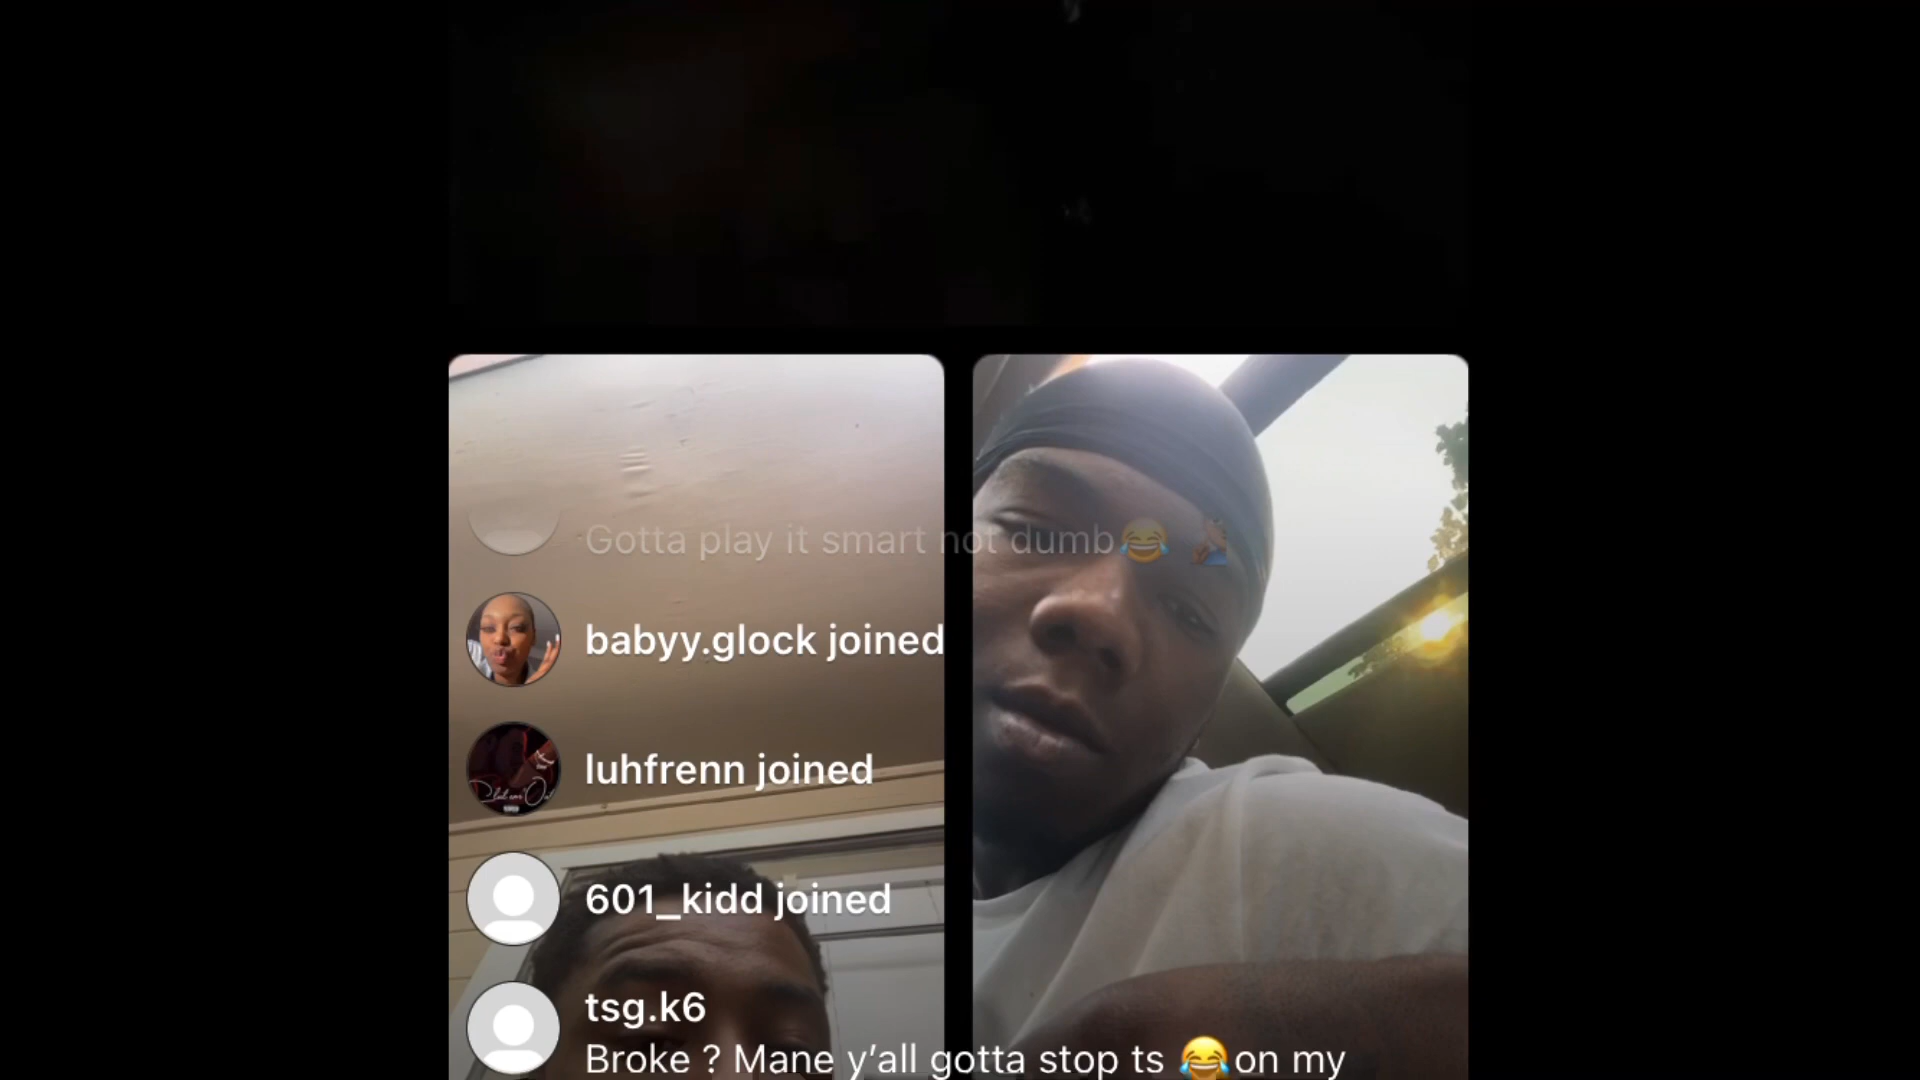 Gotta play it smart not dumb😂 🤦🏽‍♂️
babyy.glock joined
luhfrenn joined
601_kidd joined
tsg.k6
Broke ? Mane y’all gotta stop ts 😂on my